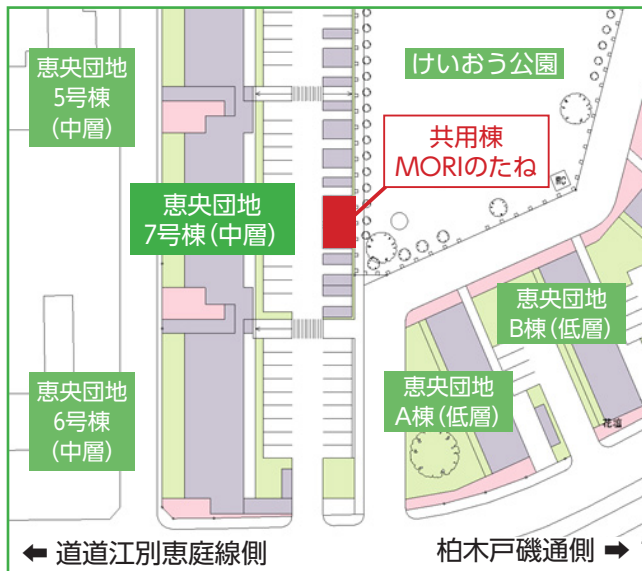 恵央団地
5号棟
(中層)
けいおう公園
共用棟
MORIのたね
恵央団地
7号棟(中層)
恵央団地
B棟(低層)
恵央団地
A棟(低層)
恵央団地
6号棟
(中層)
花壇
← 道道江別恵庭線側
柏木戸磯通側 →